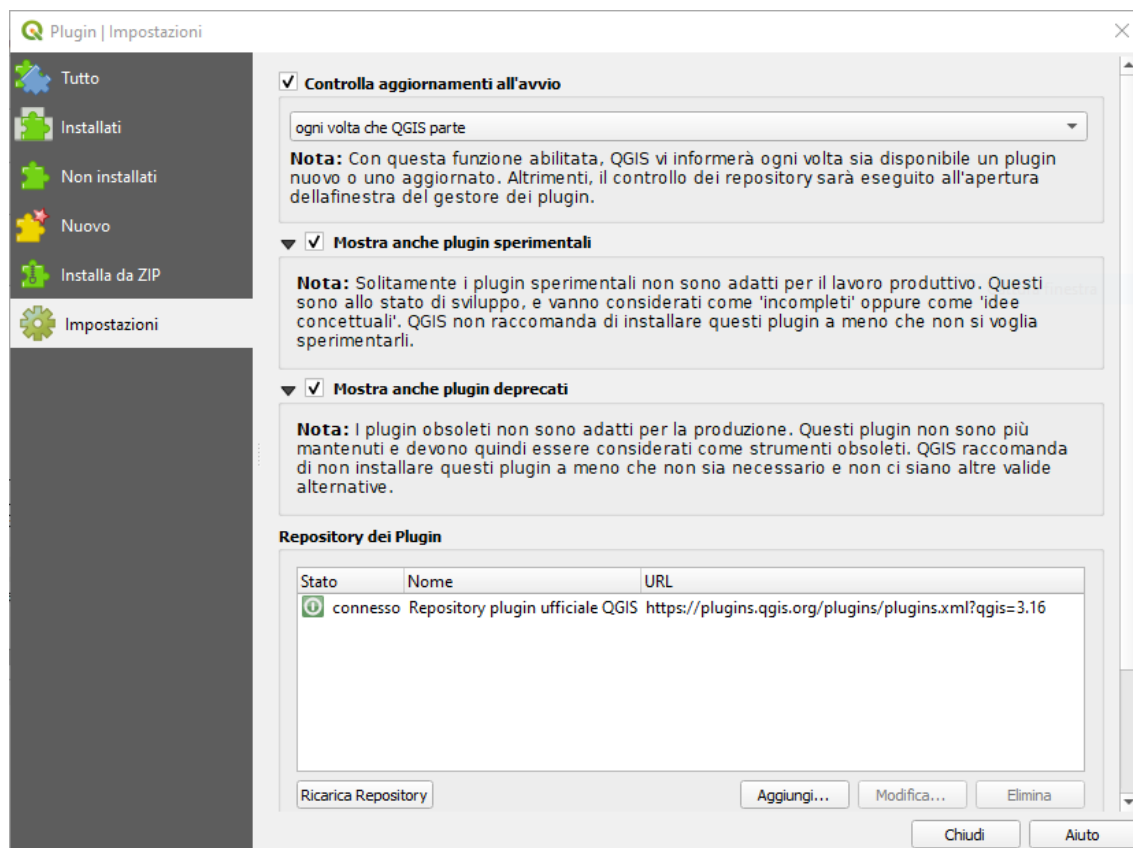 Plugin | Impostazioni
Tutto
Installati
Non installati
Nuovo
Installa da ZIP
Impostazioni
Controlla aggiornamenti all'avvio
ogni volta che QGIS parte
Nota: Con questa funzione abilitata, QGIS vi informerà ogni volta sia disponibile un plugin
nuovo o uno aggiornato. Altrimenti, il controllo dei repository sarà eseguito all'apertura
dellafinestra del gestore dei plugin.
Mostra anche plugin sperimentali
Nota: Solitamente i plugin sperimentali non sono adatti per il lavoro produttivo. Questi
sono allo stato di sviluppo, e vanno considerati come 'incompleti' oppure come 'idee
concettuali'. QGIS non raccomanda di installare questi plugin a meno che non si voglia
sperimentarli.
Mostra anche plugin deprecati
Nota: I plugin obsoleti non sono adatti per la produzione. Questi plugin non sono più
mantenuti e devono quindi essere considerati come strumenti obsoleti. QGIS raccomanda
di non installare questi plugin a meno che non sia necessario e non ci siano altre valide
alternative.
Repository dei Plugin
Stato Nome URL
connesso Repository plugin ufficiale QGIS https://plugins.qgis.org/plugins/plugins.xml?qgis=3.16
Ricarica Repository Aggiungi... Modifica... Elimina
Chiudi Aiuto